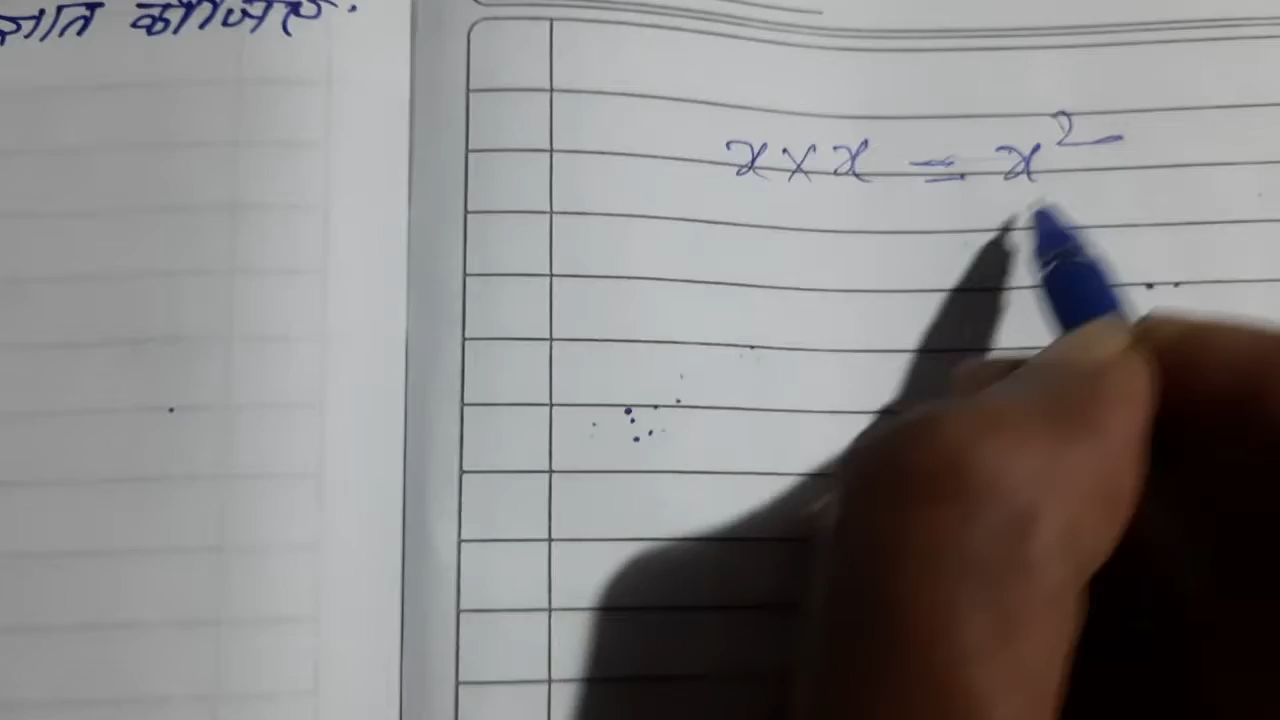 ज्ञात कीजिए.
x × x = x²